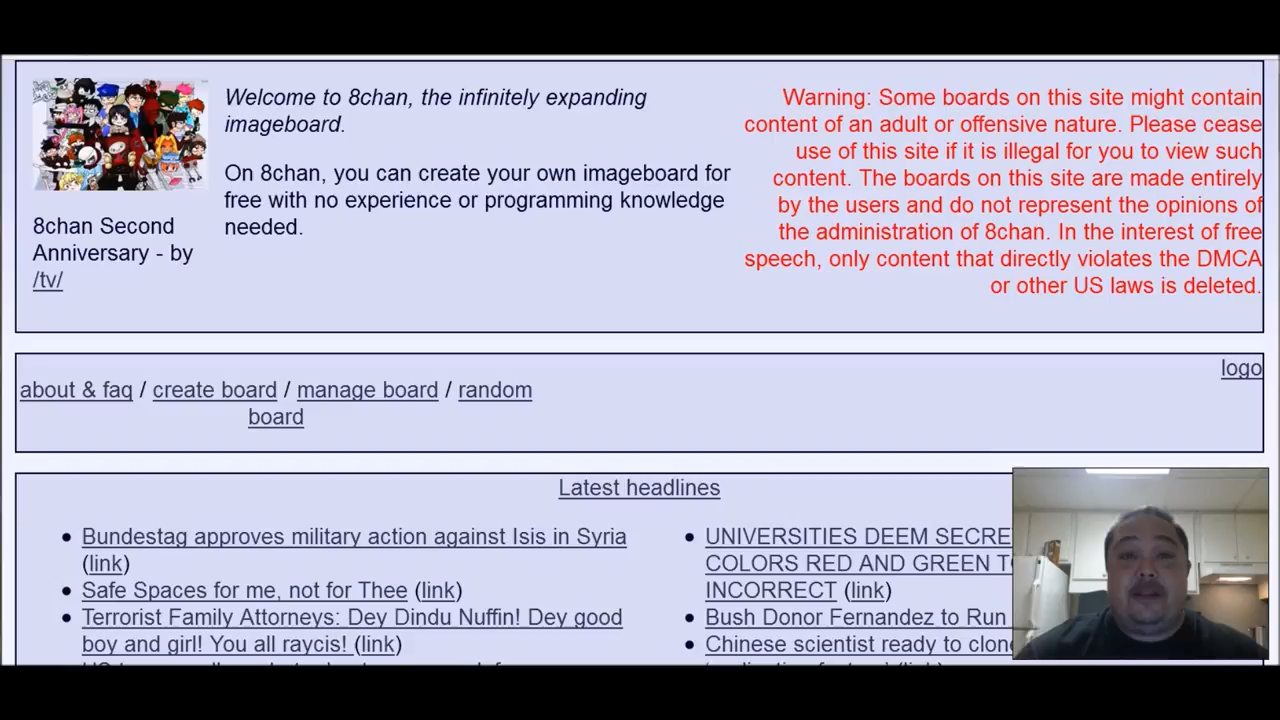 Welcome to 8chan, the infinitely expanding
imageboard.
On 8chan, you can create your own imageboard for
free with no experience or programming knowledge
needed.
8chan Second
Anniversary - by
/tv/
Warning: Some boards on this site might contain
content of an adult or offensive nature. Please cease
use of this site if it is illegal for you to view such
content. The boards on this site are made entirely
by the users and do not represent the opinions of
the administration of 8chan. In the interest of free
speech, only content that directly violates the DMCA
or other US laws is deleted.
logo
about & faq / create board / manage board / random
board
Latest headlines
Bundestag approves military action against Isis in Syria
(link)
Safe Spaces for me, not for Thee (link)
Terrorist Family Attorneys: Dey Dindu Nuffin! Dey good
boy and girl! You all raycis! (link)
UNIVERSITIES DEEM SECRE
COLORS RED AND GREEN T
INCORRECT (link)
Bush Donor Fernandez to Run
Chinese scientist ready to clon